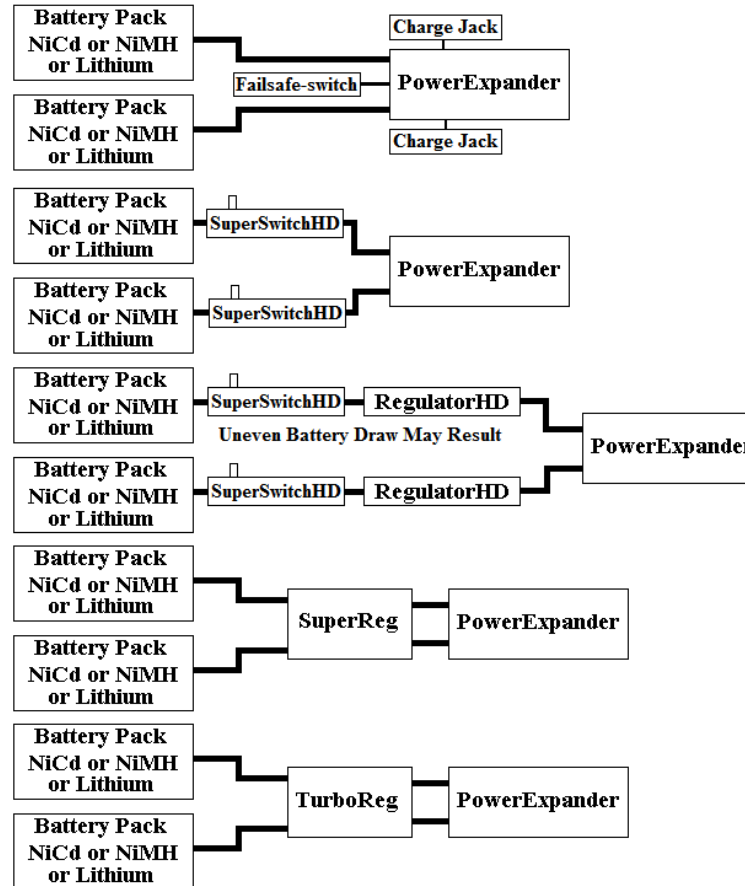 Battery Pack
NiCd or NiMH
or Lithium
Charge Jack
PowerExpander
Failsafe-switch
Battery Pack
NiCd or NiMH
or Lithium
Charge Jack
Battery Pack
NiCd or NiMH
or Lithium
SuperSwitchHD
PowerExpander
Battery Pack
NiCd or NiMH
or Lithium
SuperSwitchHD
Battery Pack
NiCd or NiMH
or Lithium
SuperSwitchHD
RegulatorHD
Uneven Battery Draw May Result
PowerExpander
Battery Pack
NiCd or NiMH
or Lithium
SuperSwitchHD
RegulatorHD
Battery Pack
NiCd or NiMH
or Lithium
SuperReg
PowerExpander
Battery Pack
NiCd or NiMH
or Lithium
Battery Pack
NiCd or NiMH
or Lithium
TurboReg
PowerExpander
Battery Pack
NiCd or NiMH
or Lithium